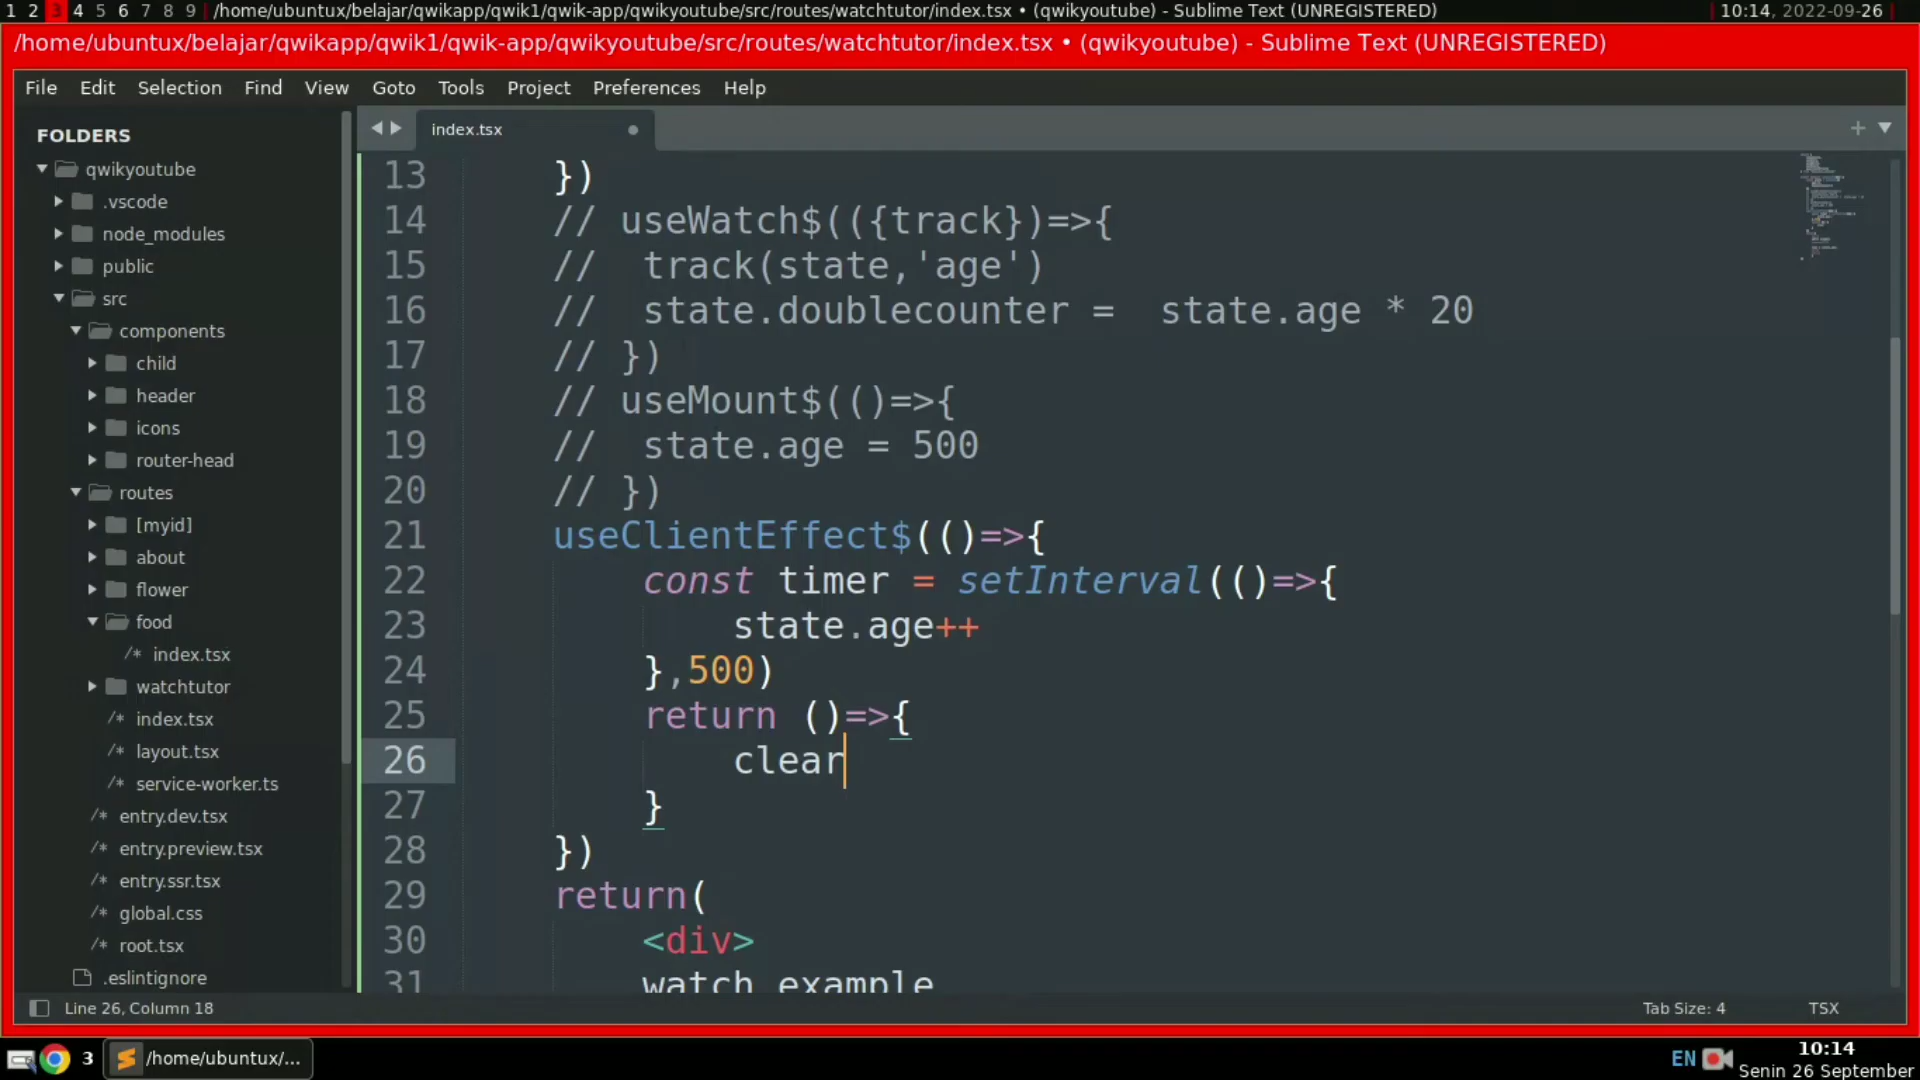 1 2 3 4 5 6 7 8 9 /home/ubuntux/belajar/qwikapp/qwik1/qwik-app/qwikyoutube/src/routes/watchtutor/index.tsx • (qwikyoutube) - Sublime Text (UNREGISTERED) 10:14, 2022-09-26
/home/ubuntux/belajar/qwikapp/qwik1/qwik-app/qwikyoutube/src/routes/watchtutor/index.tsx • (qwikyoutube) - Sublime Text (UNREGISTERED)
File Edit Selection Find View Goto Tools Project Preferences Help
FOLDERS
qwikyoutube
.vscode
node_modules
public
src
components
child
header
icons
router-head
routes
[myid]
about
flower
food
/* index.tsx
watchtutor
/* index.tsx
/* layout.tsx
/* service-worker.ts
/* entry.dev.tsx
/* entry.preview.tsx
/* entry.ssr.tsx
/* global.css
/* root.tsx
.eslintignore
index.tsx
13 })
14 // useWatch$(({track})=>{
15 // track(state,'age')
16 // state.doublecounter = state.age * 20
17 // })
18 // useMount$(()=>{
19 // state.age = 500
20 // })
21 useClientEffect$(()=>{
22 const timer = setInterval(()=>{
23 state.age++
24 },500)
25 return ()=>{
26 clear
27 }
28 })
29 return(
30 <div>
31 watch example
Line 26, Column 18 Tab Size: 4 TSX
3 /home/ubuntux/... EN 10:14
Senin 26 September